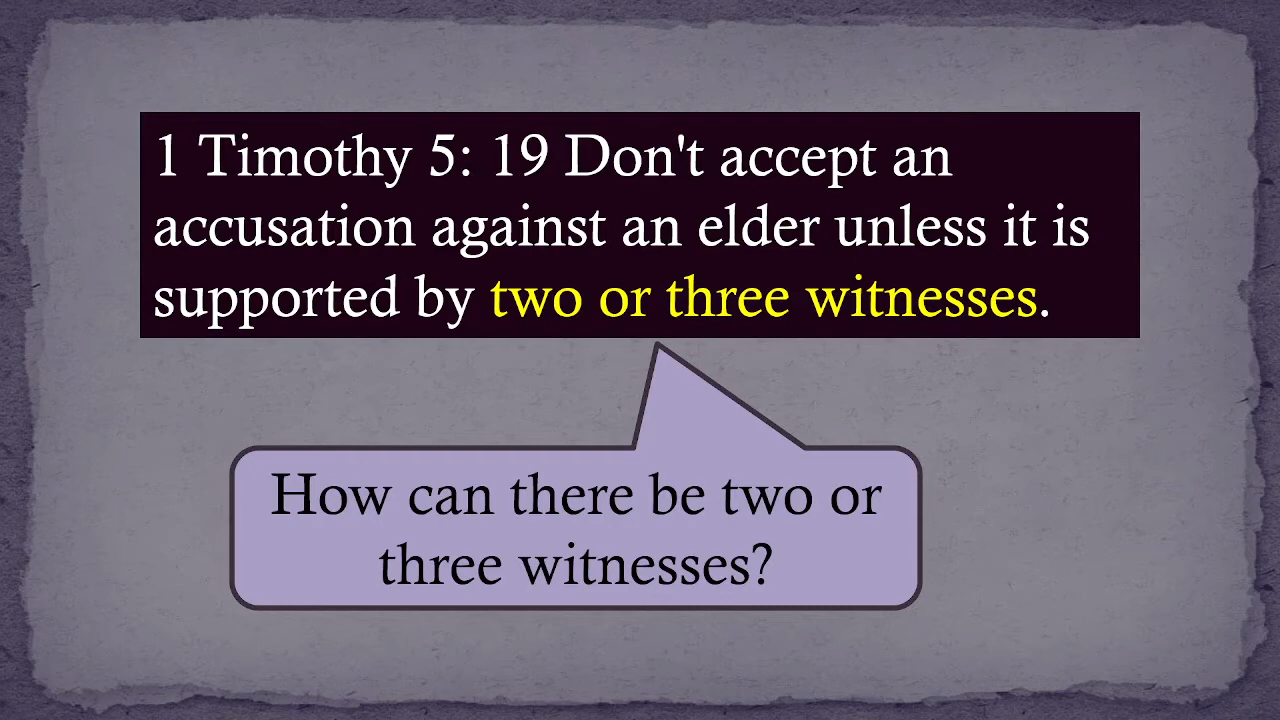 1 Timothy 5: 19 Don't accept an
accusation against an elder unless it is
supported by two or three witnesses.
How can there be two or
three witnesses?